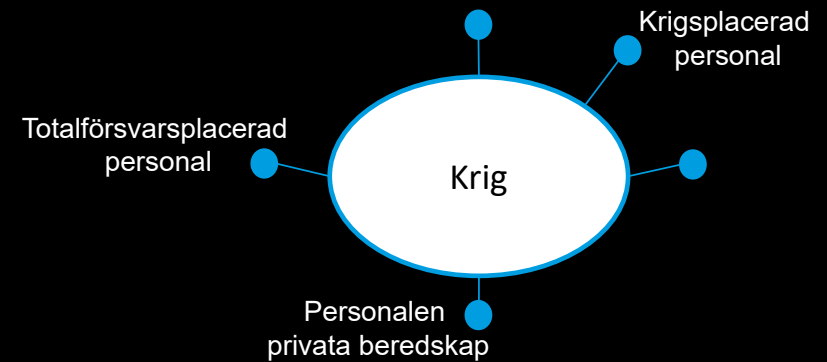 Krigsplacerad
personal
Totalförsvarsplacerad
personal
Krig
Personalen
privata beredskap